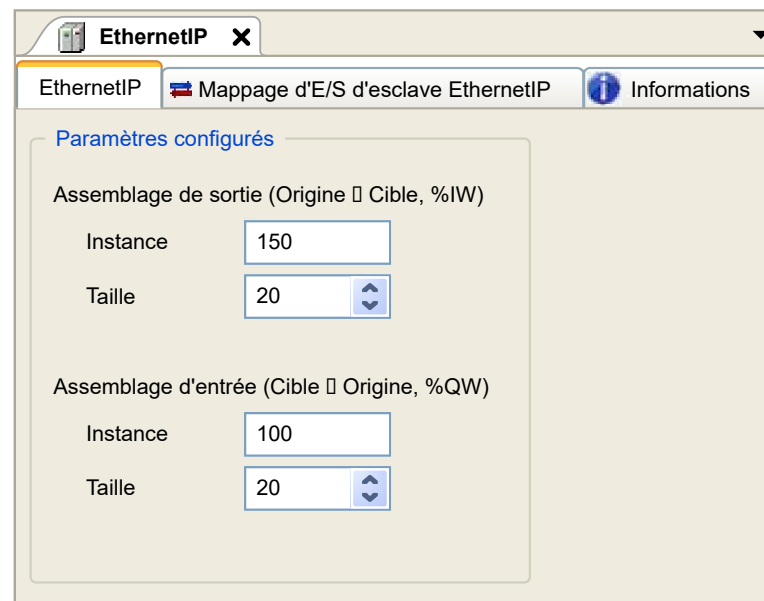 EthernetIP
EthernetIP Mappage d'E/S d'esclave EthernetIP Informations
Paramètres configurés
Assemblage de sortie (Origine ▯ Cible, %IW)
Instance 150
Taille 20
Assemblage d'entrée (Cible ▯ Origine, %QW)
Instance 100
Taille 20